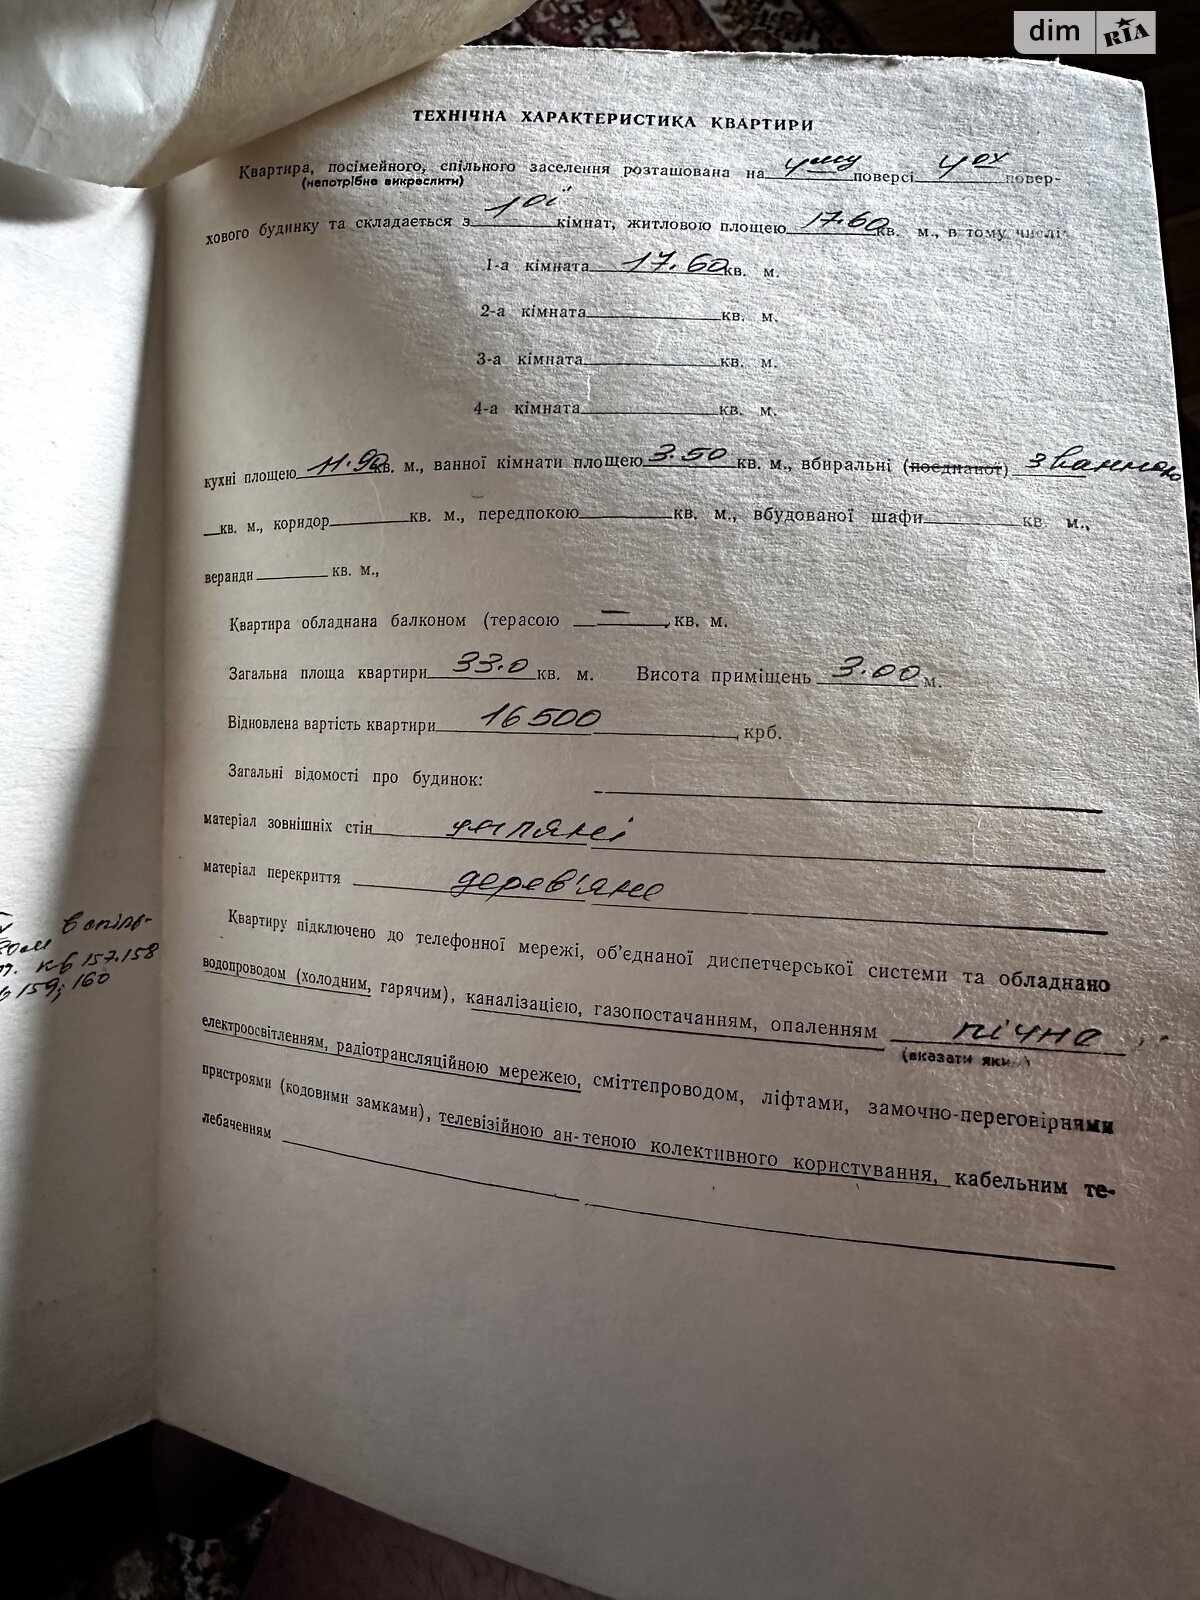 dim RIA
ТЕХНІЧНА ХАРАКТЕРИСТИКА КВАРТИРИ
Квартира, посімейного, спільного заселення розташована на 4му поверсі 4ох повер-
(непотрібне викреслити)
хового будинку та складається з 1ої кімнат, житловою площею 17.60 кв. м., в тому числі
1-а кімната 17.60 кв. м.
2-а кімната кв. м.
3-а кімната кв. м.
4-а кімната кв. м.
кухні площею 11.90 кв. м., ванної кімнати площею 3.50 кв. м., вбиральні (поєднаної) з ванною
кв. м., коридор кв. м., передпокою кв. м., вбудованої шафи кв м.,
веранди кв. м.,
Квартира обладнана балконом (терасою — , кв. м.
Загальна площа квартири 33.0 кв. м. Висота приміщень 3.00 м.
Відновлена вартість квартири 16500 , крб.
Загальні відомості про будинок:
матеріал зовнішніх стін
матеріал перекриття дерев'яне
Квартиру підключено до телефонної мережі, об'єднаної диспетчерської системи та обладнано
водопроводом (холодним, гарячим), каналізацією, газопостачанням, опаленням пічне
(вказати яки
електроосвітленням, радіотрансляційною мережею, сміттєпроводом, ліфтами, замочно-переговірними
пристроями (кодовими замками), телевізійною ан-теною колективного користування, кабельним те-
лебаченням
в спіль-
кв 157.158
159; 160